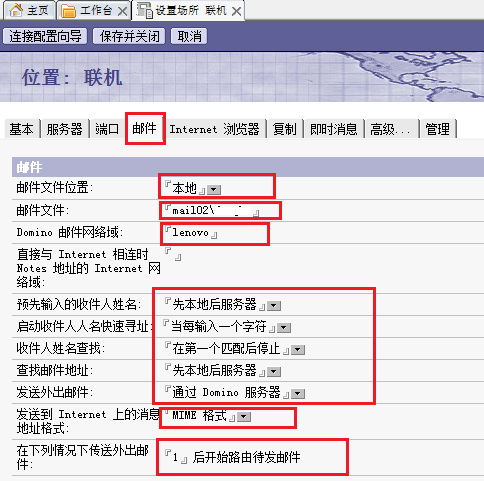 主页 工作台 设置场所 联机
连接配置向导 保存并关闭 取消
位置: 联机
基本 服务器 端口 邮件 Internet 浏览器 复制 即时消息 高级... 管理
邮件
邮件文件位置: 『本地』
邮件文件: 『mail02\ 』
Domino 邮件网络域: 『lenovo』
直接与 Internet 相连时 『 』
Notes 地址的 Internet 网
络域:
预先输入的收件人姓名: 『先本地后服务器』
启动收件人人名快速寻址: 『当每输入一个字符』
收件人姓名查找: 『在第一个匹配后停止』
查找邮件地址: 『先本地后服务器』
发送外出邮件: 『通过 Domino 服务器』
发送到 Internet 上的消息 『MIME 格式』
地址格式:
在下列情况下传送外出邮 『1』 后开始路由待发邮件
件: